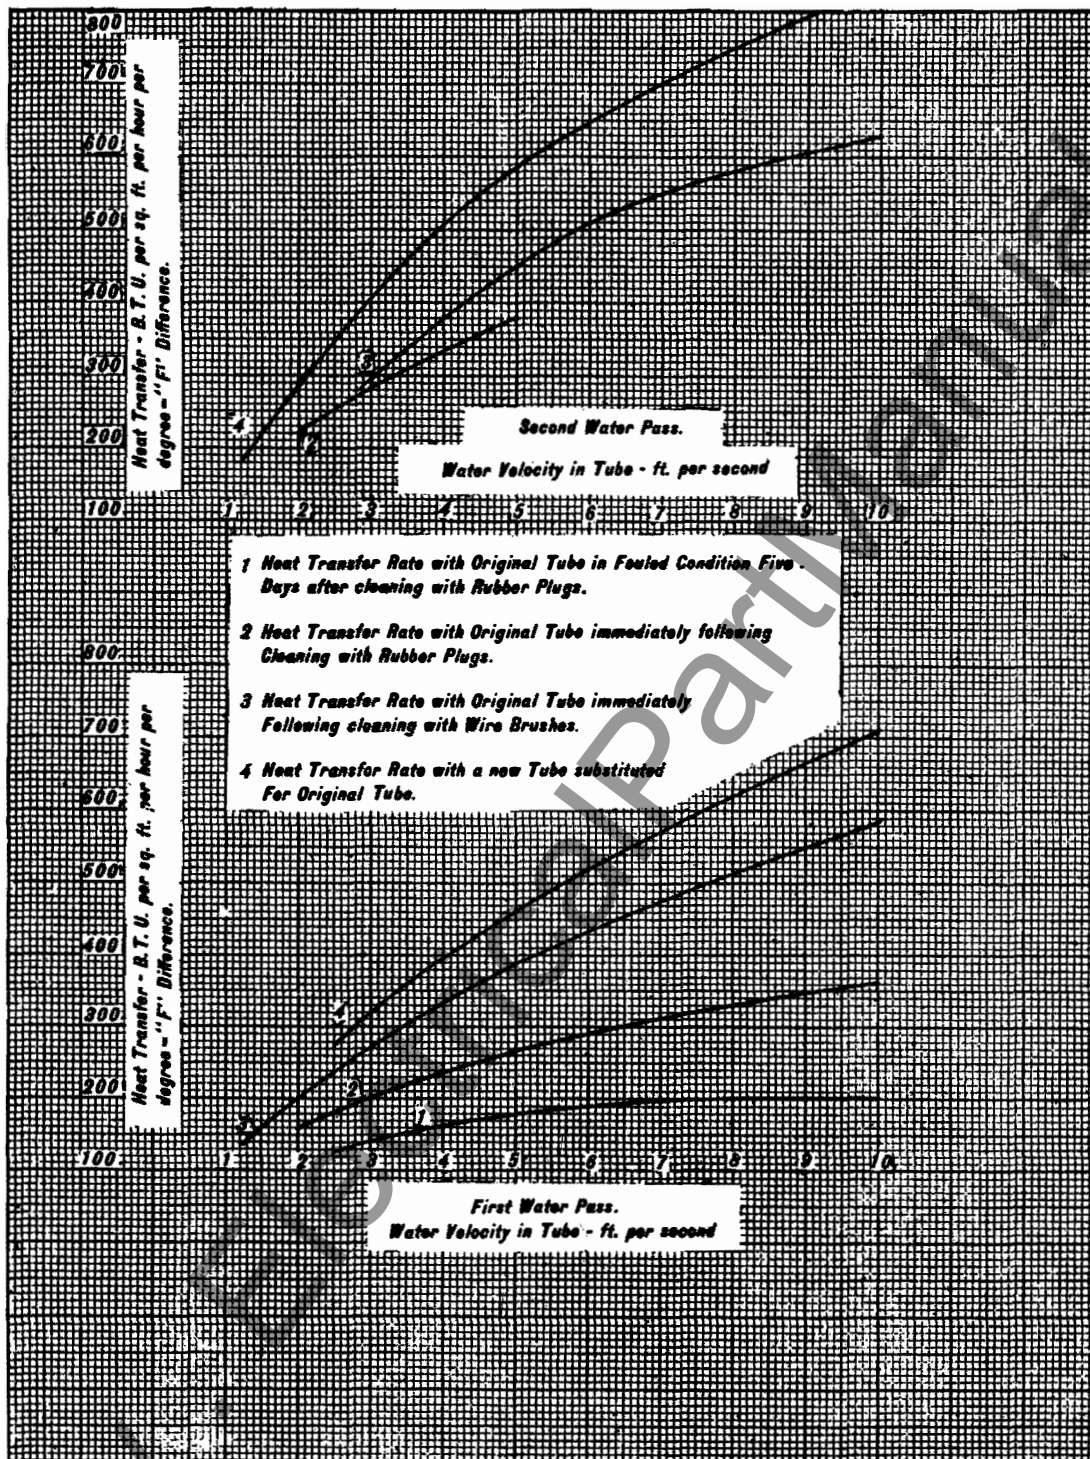 800
700
600
500
400
300
200
100
Heat Transfer - B.T.U. per sq. ft. per hour per
degree = "F" Difference.
4
3
2
Second Water Pass.
Water Velocity in Tube - ft. per second
1 2 3 4 5 6 7 8 9 10
1 Heat Transfer Rate with Original Tube in Fouled Condition Five -
Days after cleaning with Rubber Plugs.
2 Heat Transfer Rate with Original Tube immediately following
Cleaning with Rubber Plugs.
3 Heat Transfer Rate with Original Tube immediately
Following cleaning with Wire Brushes.
4 Heat Transfer Rate with a new Tube substituted
For Original Tube.
800
700
600
500
400
300
200
100
Heat Transfer - B.T.U. per sq. ft. per hour per
degree = "F" Difference.
4
3
2
1
1 2 3 4 5 6 7 8 9 10
First Water Pass.
Water Velocity in Tube - ft. per second
ElectricalPartManual